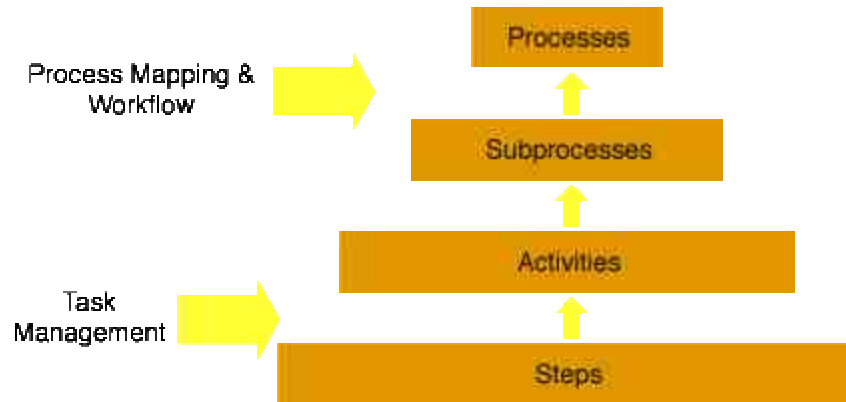 Processes
Process Mapping &
Workflow
Subprocesses
Activities
Task
Management
Steps